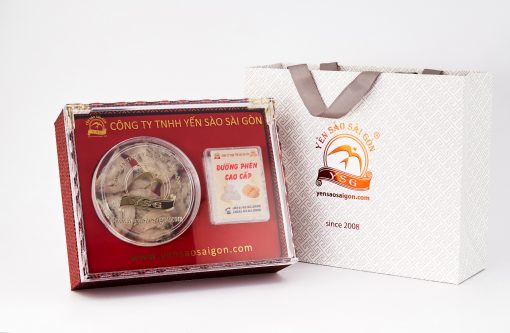 CÔNG TY TNHH YẾN SÀO SÀI GÒN
YSG
ĐƯỜNG PHÈN
CAO CẤP
www.yensaosaigon.com
YẾN SÀO SÀI GÒN
®
YSG
yensaosaigon.com
since 2008